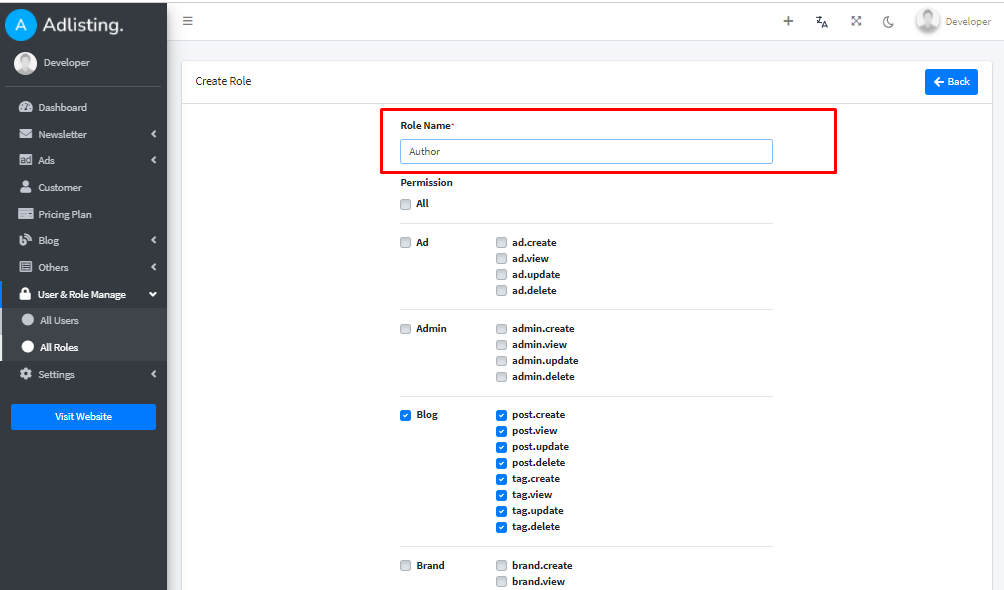 A Adlisting.
Developer
Developer
Dashboard
Newsletter
ad Ads
Customer
Pricing Plan
Blog
Others
User & Role Manage
All Users
All Roles
Settings
Visit Website
Create Role
Back
Role Name*
Author
Permission
All
Ad
ad.create
ad.view
ad.update
ad.delete
Admin
admin.create
admin.view
admin.update
admin.delete
Blog
post.create
post.view
post.update
post.delete
tag.create
tag.view
tag.update
tag.delete
Brand
brand.create
brand.view